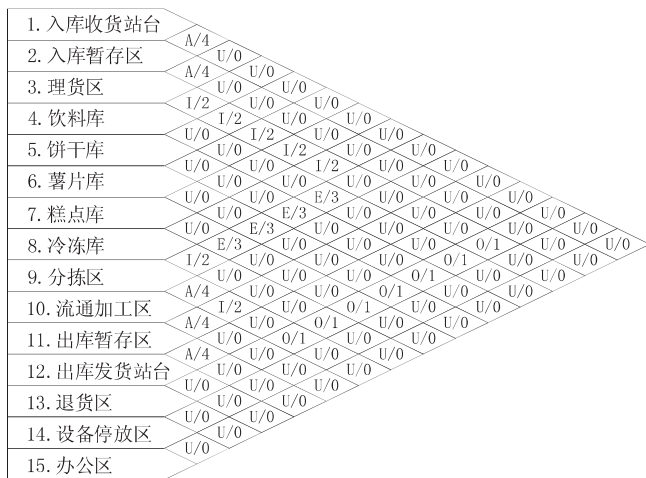 1. 入库收货站台
A/4
2. 入库暂存区 U/0
A/4 U/0
3. 理货区 U/0 U/0
I/2 U/0 U/0
4. 饮料库 I/2 U/0 U/0
U/0 I/2 U/0 U/0
5. 饼干库 U/0 I/2 U/0 U/0
U/0 U/0 I/2 U/0 U/0
6. 薯片库 U/0 U/0 U/0 U/0 U/0
U/0 U/0 E/3 U/0 U/0 U/0
7. 糕点库 U/0 E/3 U/0 U/0 U/0 U/0
U/0 E/3 U/0 U/0 U/0 U/0 U/0
8. 冷冻库 E/3 U/0 U/0 U/0 O/1 U/0 U/0
I/2 U/0 U/0 U/0 O/1 U/0 U/0
9. 分拣区 U/0 U/0 U/0 O/1 U/0 U/0
A/4 U/0 U/0 O/1 U/0 U/0
10. 流通加工区 I/2 U/0 O/1 U/0 U/0
A/4 U/0 O/1 U/0 U/0
11. 出库暂存区 U/0 O/1 U/0 U/0
A/4 U/0 U/0 U/0
12. 出库发货站台 U/0 U/0 U/0
U/0 U/0 U/0
13. 退货区 U/0 U/0
U/0 U/0
14. 设备停放区 U/0
U/0
15. 办公区